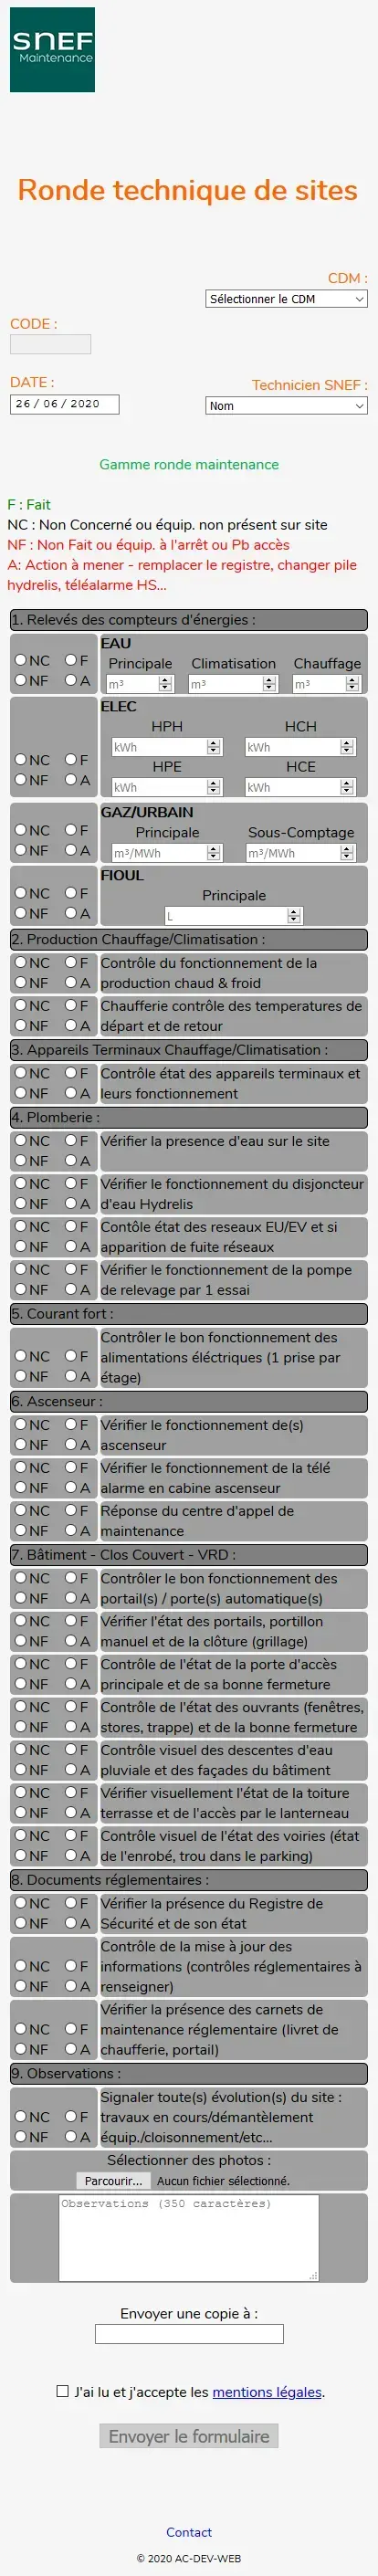 SNEF
Maintenance
Ronde technique de sites
CDM :
Sélectionner le CDM
CODE :
DATE :
26 / 06 / 2020
Technicien SNEF :
Nom
Gamme ronde maintenance
F : Fait
NC : Non Concerné ou équip. non présent sur site
NF : Non Fait ou équip. à l'arrêt ou Pb accès
A: Action à mener - remplacer le registre, changer pile
hydrelis, téléalarme HS...
1. Relevés des compteurs d'énergies :
EAU
NC F Principale Climatisation Chauffage
NF A m³ m³ m³
ELEC
HPH HCH
kWh kWh
NC F HPE HCE
NF A kWh kWh
GAZ/URBAIN
NC F Principale Sous-Comptage
NF A m³/MWh m³/MWh
FIOUL
NC F Principale
NF A L
2. Production Chauffage/Climatisation :
NC F Contrôle du fonctionnement de la
NF A production chaud & froid
NC F Chaufferie contrôle des temperatures de
NF A départ et de retour
3. Appareils Terminaux Chauffage/Climatisation :
NC F Contrôle état des appareils terminaux et
NF A leurs fonctionnement
4. Plomberie :
NC F Vérifier la presence d'eau sur le site
NF A
NC F Vérifier le fonctionnement du disjoncteur
NF A d'eau Hydrelis
NC F Contôle état des reseaux EU/EV et si
NF A apparition de fuite réseaux
NC F Vérifier le fonctionnement de la pompe
NF A de relevage par 1 essai
5. Courant fort :
Contrôler le bon fonctionnement des
NC F alimentations éléctriques (1 prise par
NF A étage)
6. Ascenseur :
NC F Vérifier le fonctionnement de(s)
NF A ascenseur
NC F Vérifier le fonctionnement de la télé
NF A alarme en cabine ascenseur
NC F Réponse du centre d'appel de
NF A maintenance
7. Bâtiment - Clos Couvert - VRD :
NC F Contrôler le bon fonctionnement des
NF A portail(s) / porte(s) automatique(s)
NC F Vérifier l'état des portails, portillon
NF A manuel et de la clôture (grillage)
NC F Contrôle de l'état de la porte d'accès
NF A principale et de sa bonne fermeture
NC F Contrôle de l'état des ouvrants (fenêtres,
NF A stores, trappe) et de la bonne fermeture
NC F Contrôle visuel des descentes d'eau
NF A pluviale et des façades du bâtiment
NC F Vérifier visuellement l'état de la toiture
NF A terrasse et de l'accès par le lanterneau
NC F Contrôle visuel de l'état des voiries (état
NF A de l'enrobé, trou dans le parking)
8. Documents réglementaires :
NC F Vérifier la présence du Registre de
NF A Sécurité et de son état
Contrôle de la mise à jour des
NC F informations (contrôles réglementaires à
NF A renseigner)
Vérifier la présence des carnets de
NC F maintenance réglementaire (livret de
NF A chaufferie, portail)
9. Observations :
Signaler toute(s) évolution(s) du site :
NC F travaux en cours/démantèlement
NF A équip./cloisonnement/etc...
Sélectionner des photos :
Parcourir... Aucun fichier sélectionné.
Observations (350 caractères)
Envoyer une copie à :
J'ai lu et j'accepte les mentions légales.
Envoyer le formulaire
Contact
© 2020 AC-DEV-WEB